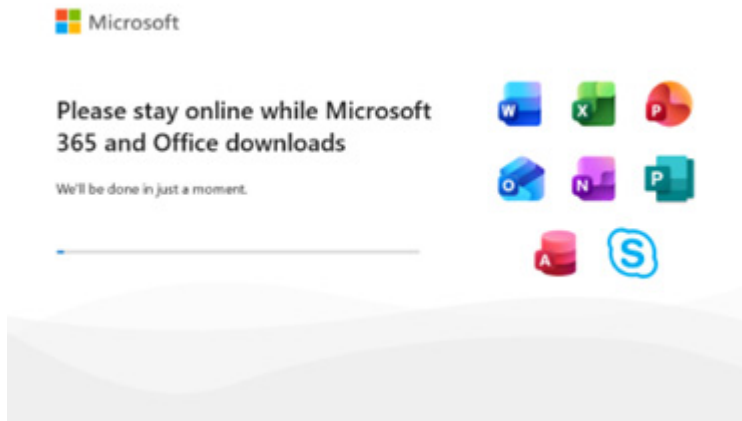 Microsoft
Please stay online while Microsoft
365 and Office downloads
We'll be done in just a moment.
W X P
O N P
A S